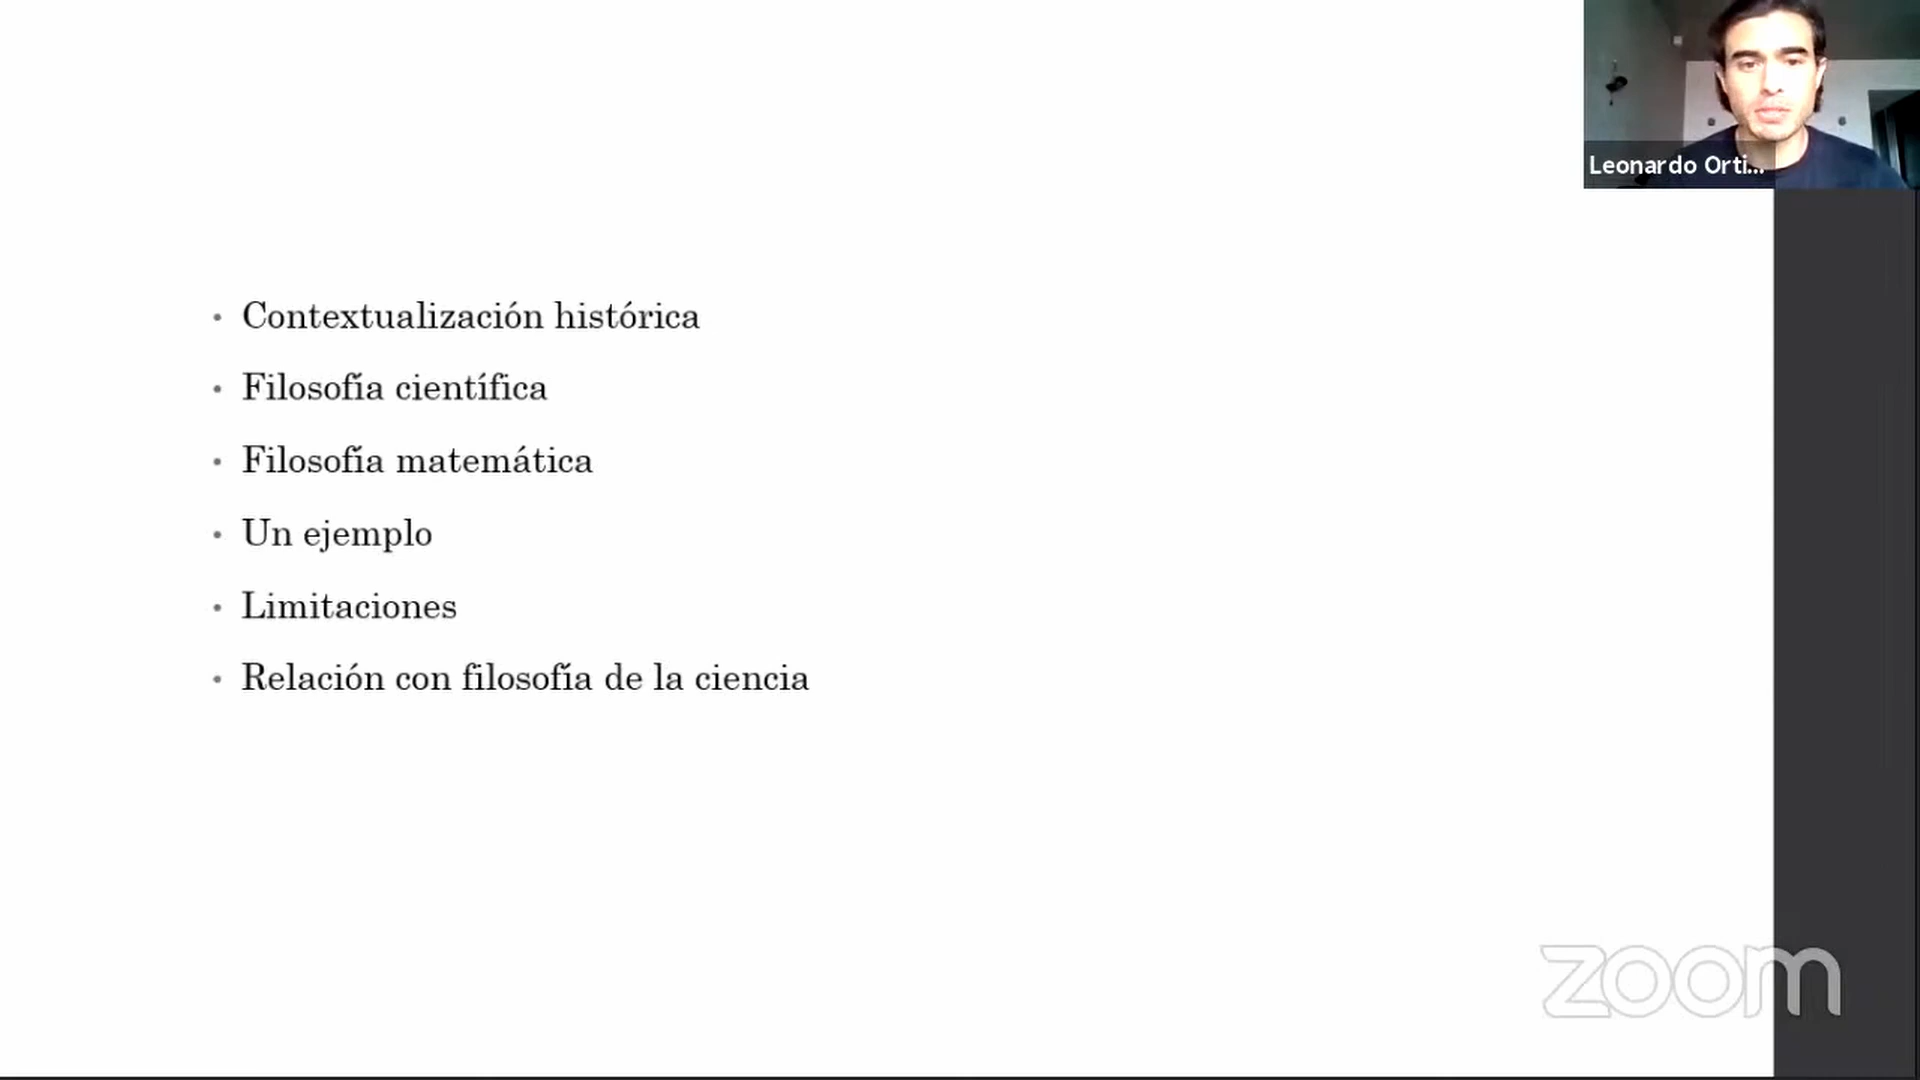 Leonardo Orti...
• Contextualización histórica
• Filosofía científica
• Filosofía matemática
• Un ejemplo
• Limitaciones
• Relación con filosofía de la ciencia
zoom